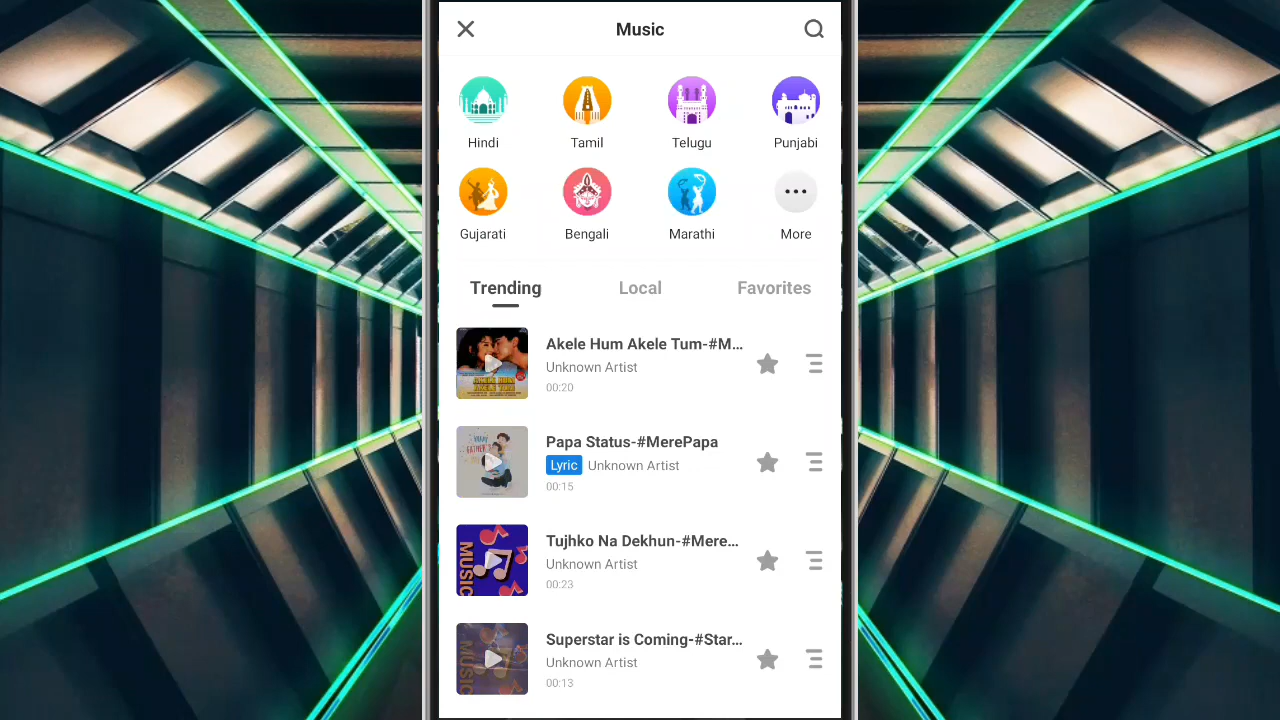 Music
Hindi
Tamil
Telugu
Punjabi
Gujarati
Bengali
Marathi
More
Trending
Local
Favorites
Akele Hum Akele Tum-#M...
Unknown Artist
00:20
Papa Status-#MerePapa
Lyric Unknown Artist
00:15
Tujhko Na Dekhun-#Mere...
Unknown Artist
00:23
MUSIC
Superstar is Coming-#Star...
Unknown Artist
00:13
MUSIC